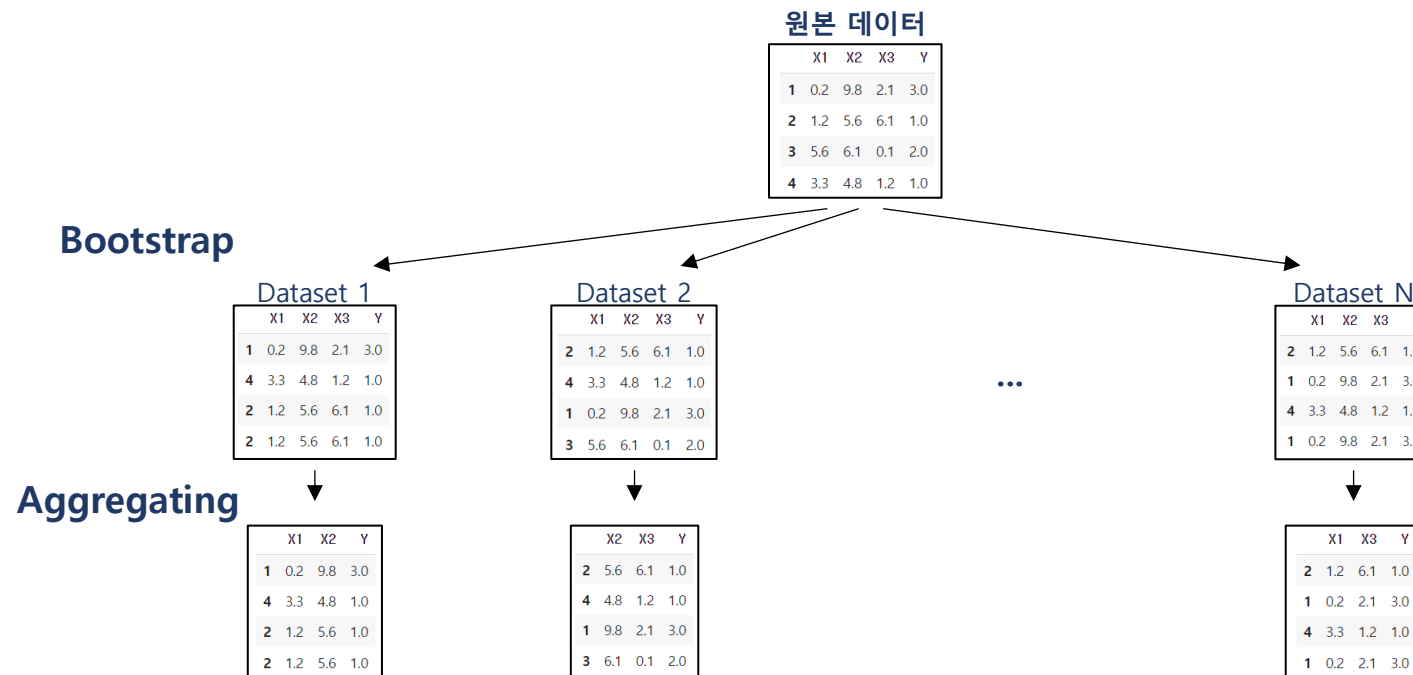 원본 데이터
X1 X2 X3 Y
1 0.2 9.8 2.1 3.0
2 1.2 5.6 6.1 1.0
3 5.6 6.1 0.1 2.0
4 3.3 4.8 1.2 1.0
Bootstrap
Dataset 1
X1 X2 X3 Y
1 0.2 9.8 2.1 3.0
4 3.3 4.8 1.2 1.0
2 1.2 5.6 6.1 1.0
2 1.2 5.6 6.1 1.0
Dataset 2
X1 X2 X3 Y
2 1.2 5.6 6.1 1.0
4 3.3 4.8 1.2 1.0
1 0.2 9.8 2.1 3.0
3 5.6 6.1 0.1 2.0
...
Dataset N
X1 X2 X3
2 1.2 5.6 6.1 1.
1 0.2 9.8 2.1 3.
4 3.3 4.8 1.2 1.
1 0.2 9.8 2.1 3.
Aggregating
X1 X2 Y
1 0.2 9.8 3.0
4 3.3 4.8 1.0
2 1.2 5.6 1.0
2 1.2 5.6 1.0
X2 X3 Y
2 5.6 6.1 1.0
4 4.8 1.2 1.0
1 9.8 2.1 3.0
3 6.1 0.1 2.0
X1 X3 Y
2 1.2 6.1 1.0
1 0.2 2.1 3.0
4 3.3 1.2 1.0
1 0.2 2.1 3.0